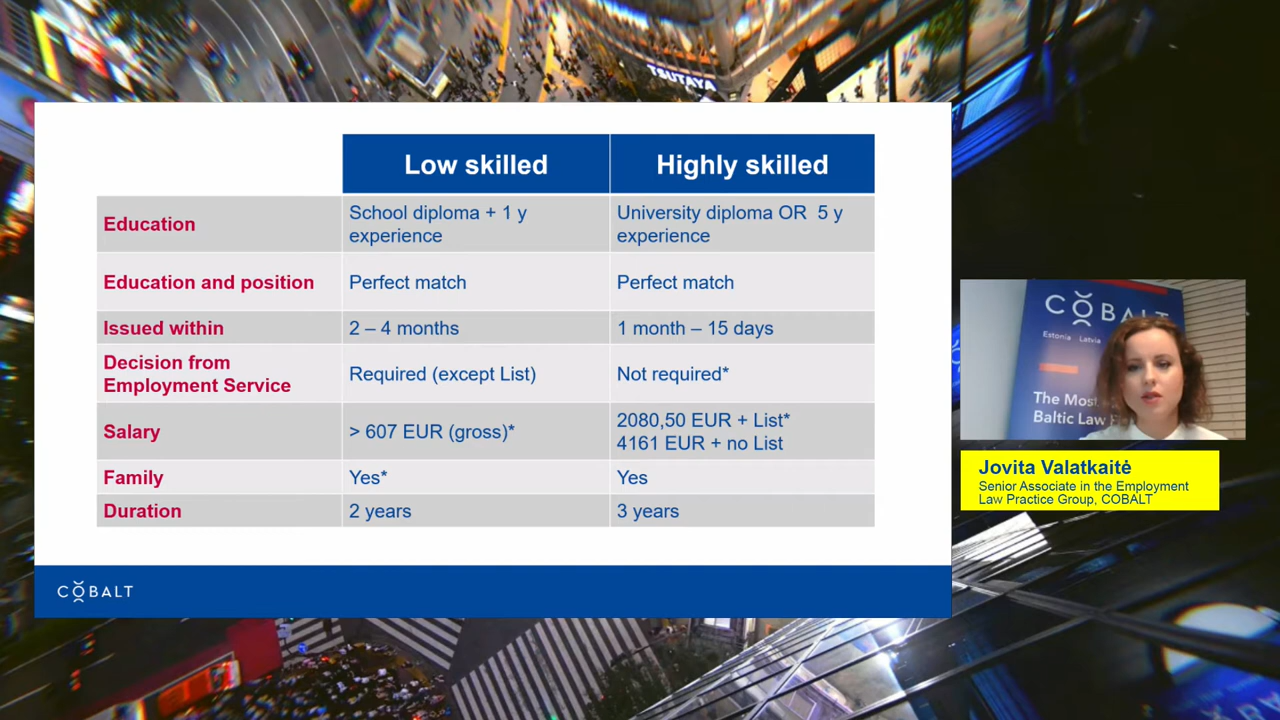 TSUTAYA
Low skilled
Highly skilled
Education
School diploma + 1 y
experience
University diploma OR 5 y
experience
Education and position
Perfect match
Perfect match
Issued within
2 – 4 months
1 month – 15 days
Decision from
Employment Service
Required (except List)
Not required*
Salary
> 607 EUR (gross)*
2080,50 EUR + List*
4161 EUR + no List
Family
Yes*
Yes
Duration
2 years
3 years
COBALT
COBALT
Estonia Latvia
The Most
Baltic Law
Jovita Valatkaitė
Senior Associate in the Employment
Law Practice Group, COBALT